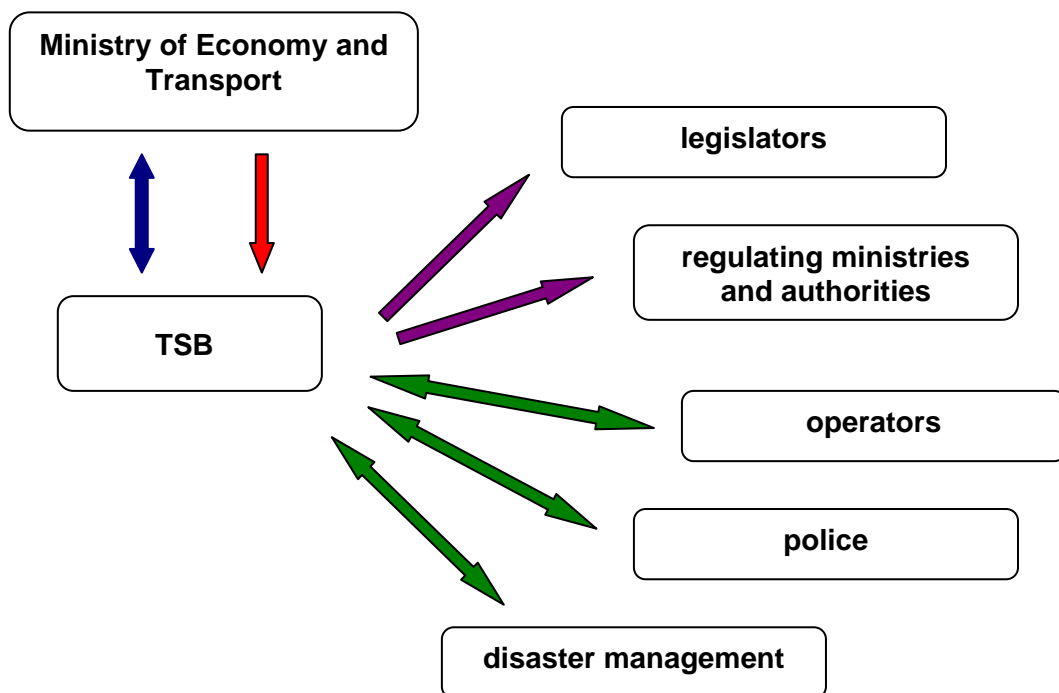 Ministry of Economy and
Transport
legislators
regulating ministries
and authorities
TSB
operators
police
disaster management